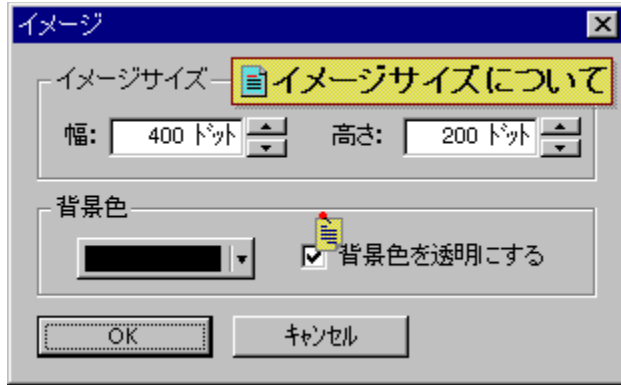 イメージ
イメージサイズ
イメージサイズについて
幅: 400 ﾄﾞｯﾄ 高さ: 200 ﾄﾞｯﾄ
背景色
背景色を透明にする
OK ｷｬﾝｾﾙ